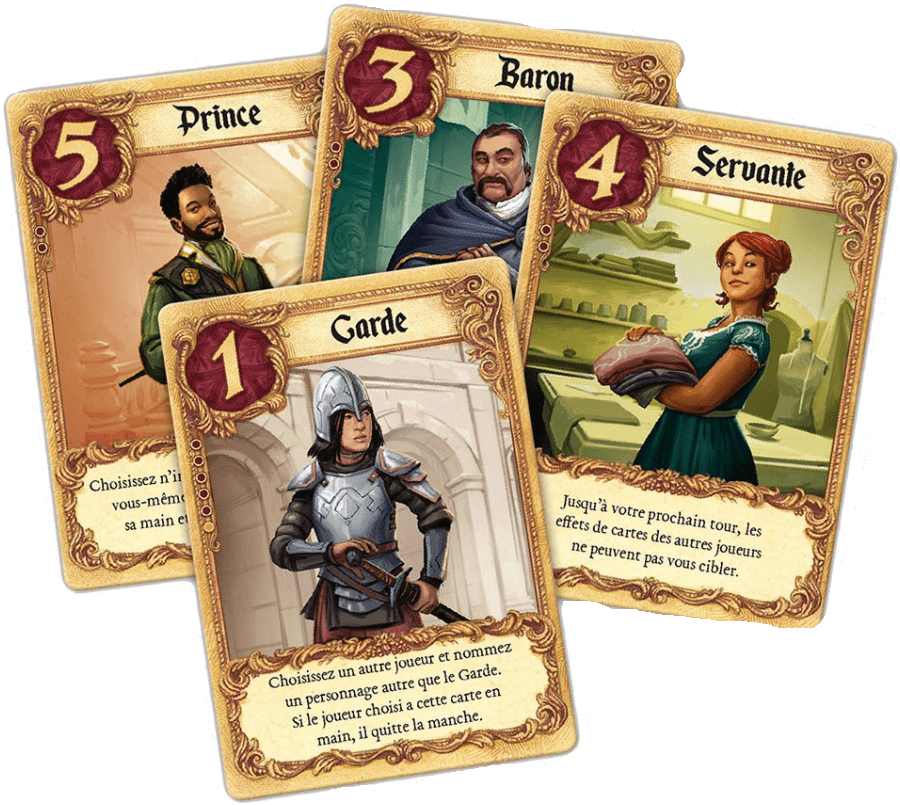 5
Prince
Choisissez
vous-même
sa main et
3
Baron
4
Servante
Jusqu'à votre prochain tour, les
effets de cartes des autres joueurs
ne peuvent pas vous cibler.
1
Garde
Choisissez un autre joueur et nommez
un personnage autre que le Garde.
Si le joueur choisi a cette carte en
main, il quitte la manche.